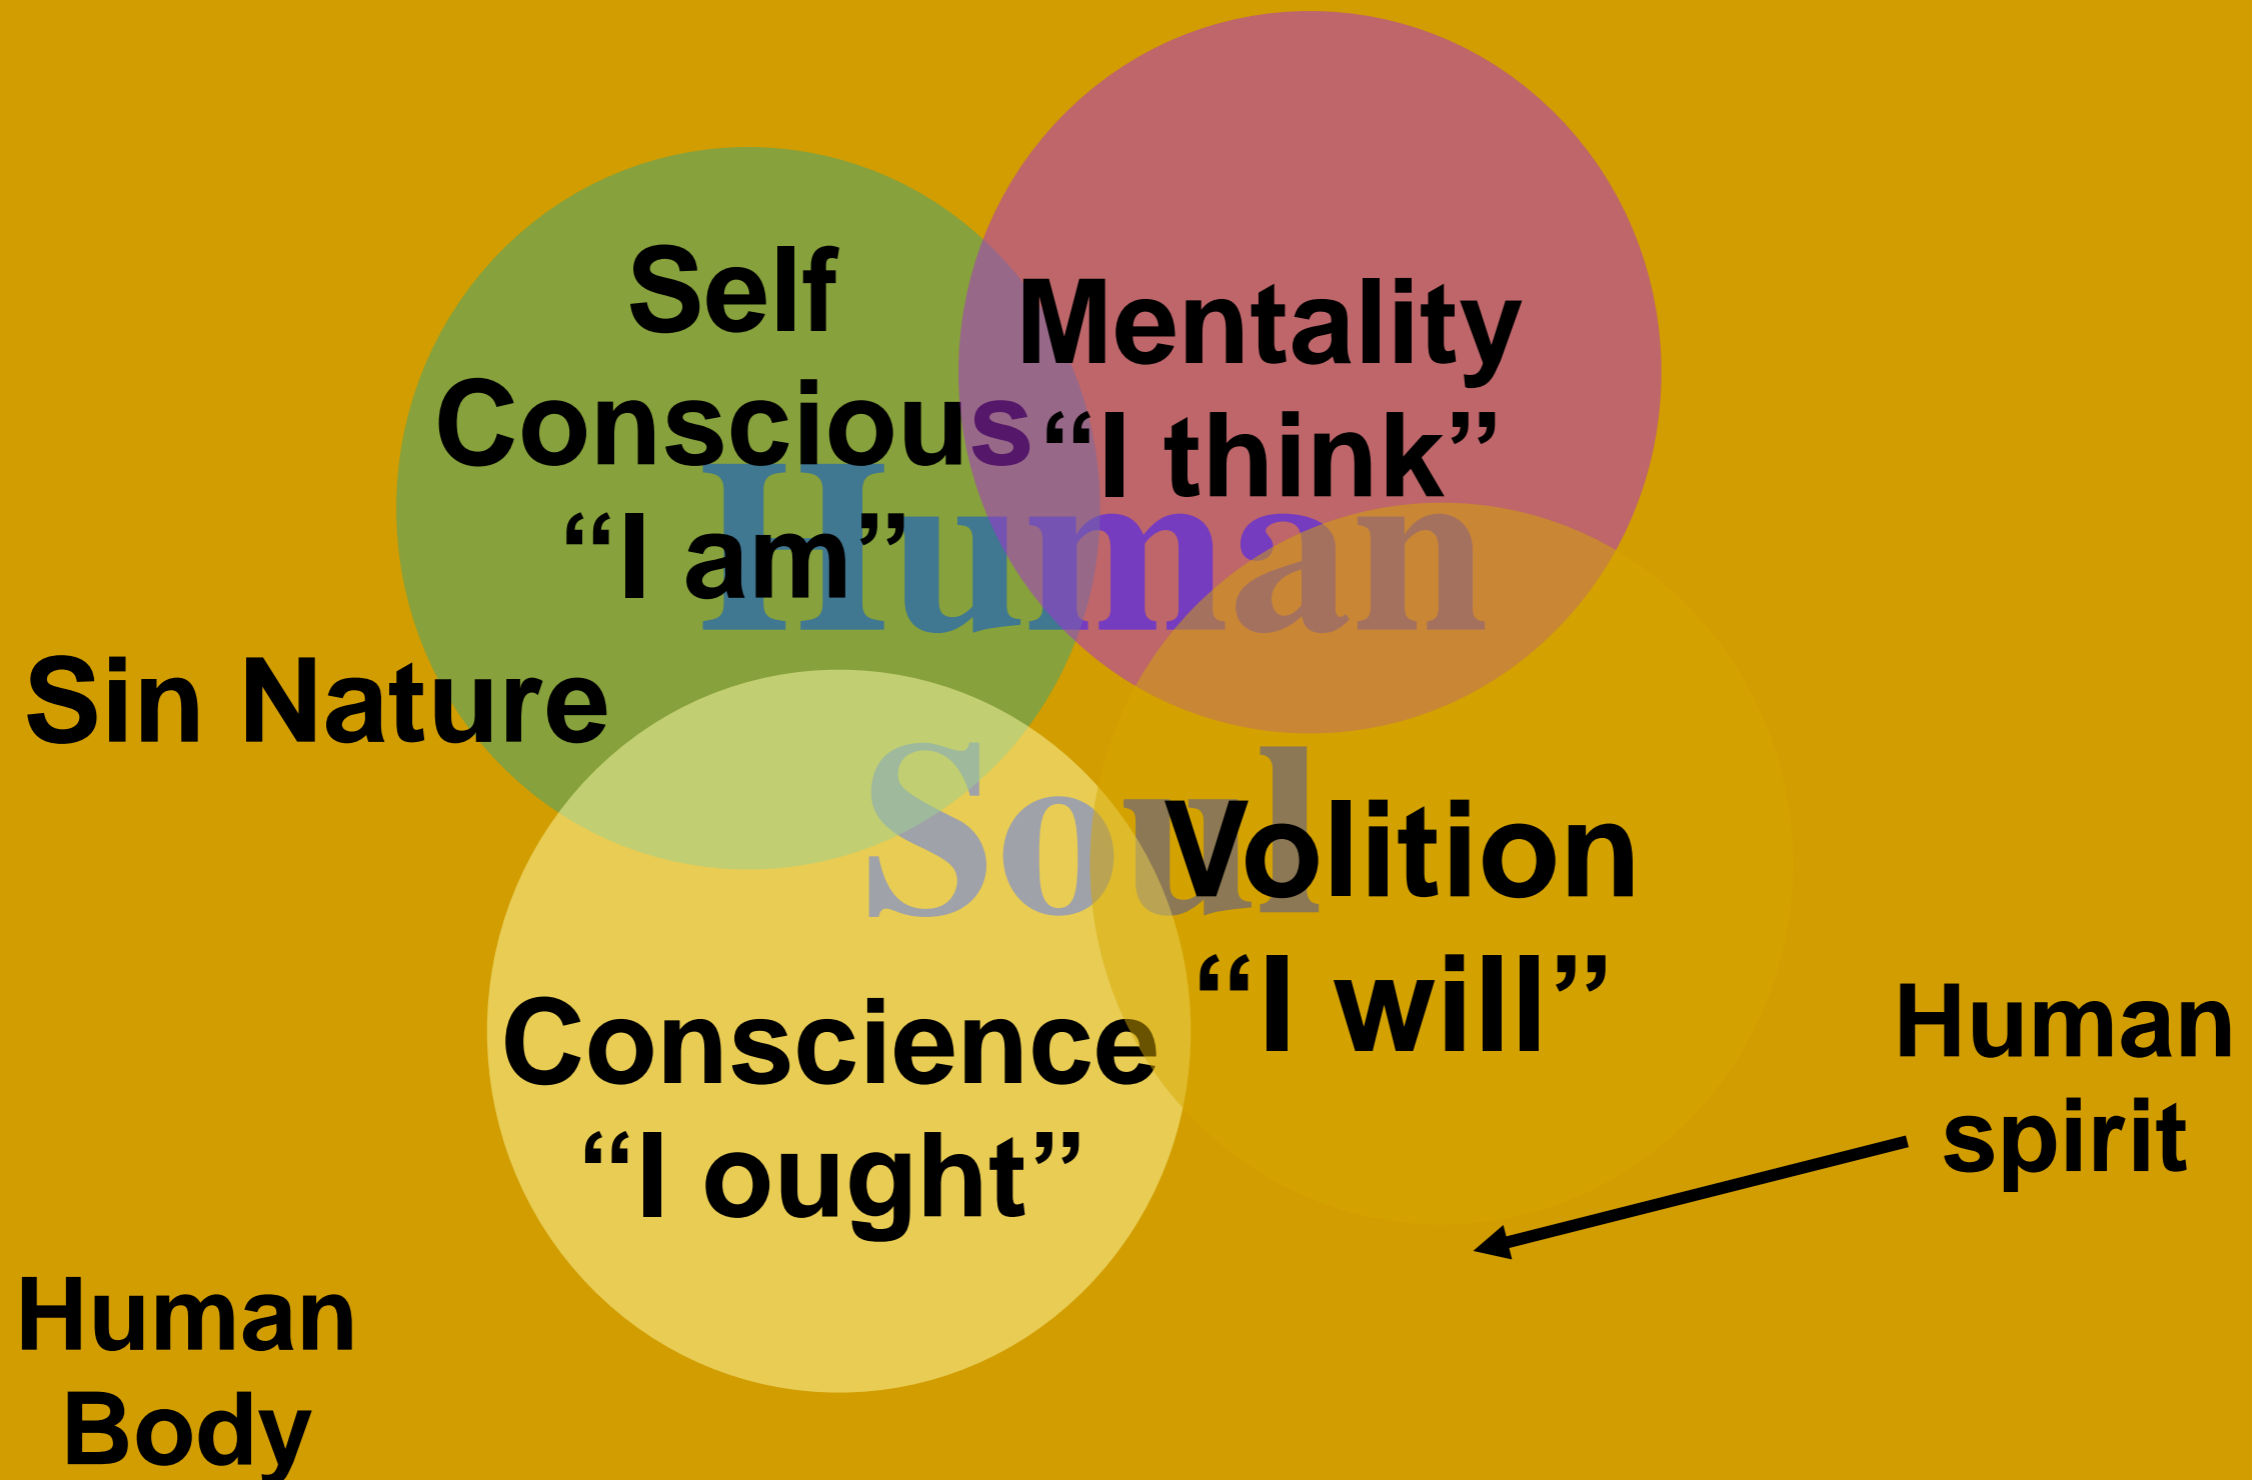 Self
Conscious
“I am”
Mentality
“I think”
Human
Soul
Sin Nature
Volition
“I will”
Conscience
“I ought”
Human
spirit
Human
Body